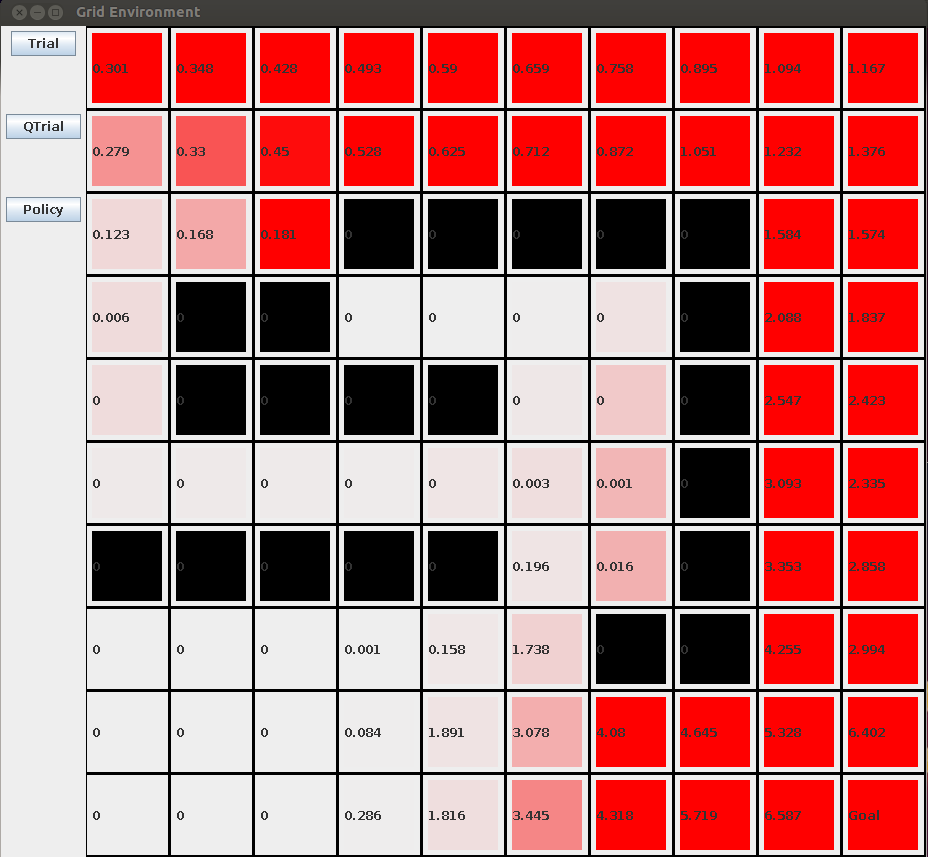 Grid Environment
Trial
0.301 0.348 0.428 0.493 0.59 0.659 0.758 0.895 1.094 1.167
QTrial
0.279 0.33 0.45 0.528 0.625 0.712 0.872 1.051 1.232 1.376
Policy
0.123 0.168 0.181 0 0 0 0 0 1.584 1.574
0.006 0 0 0 0 0 0 0 2.088 1.837
0 0 0 0 0 0 0 0 2.547 2.423
0 0 0 0 0 0.003 0.001 0 3.093 2.335
0 0 0 0 0 0.196 0.016 0 3.353 2.858
0 0 0 0.001 0.158 1.738 0 0 4.255 2.994
0 0 0 0.084 1.891 3.078 4.08 4.645 5.328 6.402
0 0 0 0.286 1.816 3.445 4.318 5.719 6.587 Goal